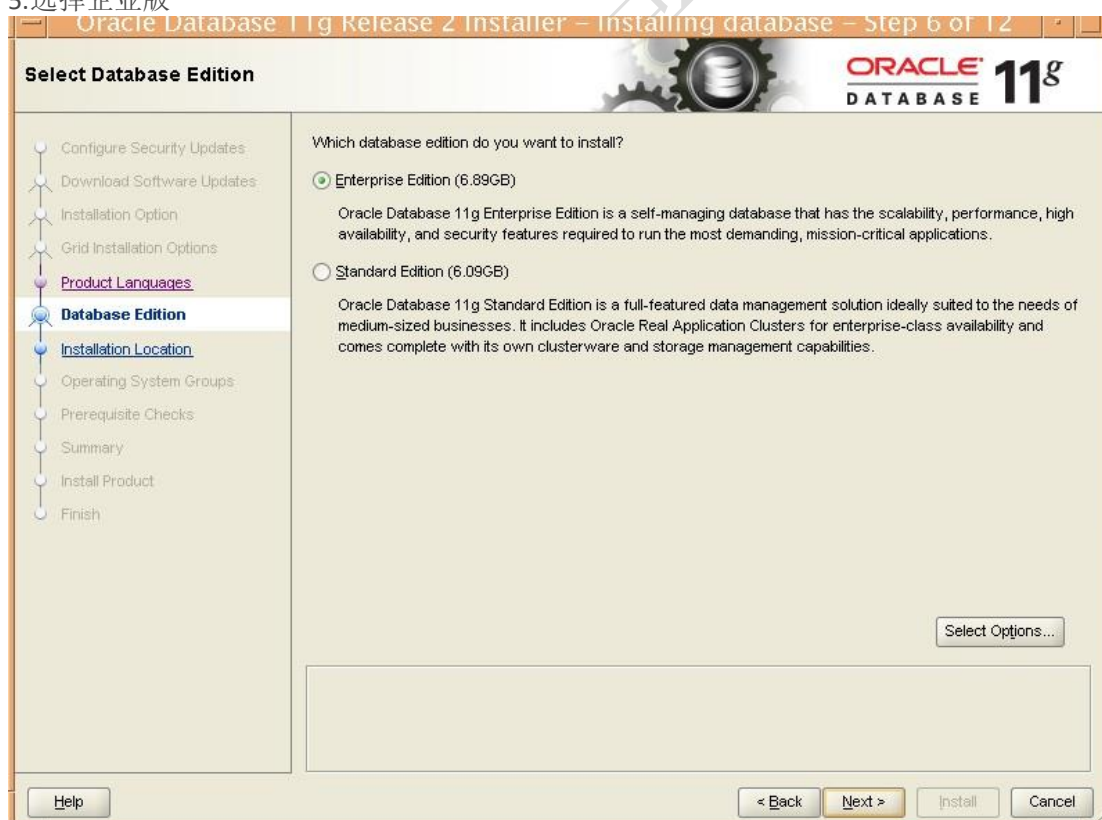 5.选择企业版
Oracle Database 11g Release 2 Installer – Installing database – Step 6 of 12
Select Database Edition
ORACLE 11g
DATABASE
Configure Security Updates
Download Software Updates
Installation Option
Grid Installation Options
Product Languages
Database Edition
Installation Location
Operating System Groups
Prerequisite Checks
Summary
Install Product
Finish
Which database edition do you want to install?
Enterprise Edition (6.89GB)
Oracle Database 11g Enterprise Edition is a self-managing database that has the scalability, performance, high
availability, and security features required to run the most demanding, mission-critical applications.
Standard Edition (6.09GB)
Oracle Database 11g Standard Edition is a full-featured data management solution ideally suited to the needs of
medium-sized businesses. It includes Oracle Real Application Clusters for enterprise-class availability and
comes complete with its own clusterware and storage management capabilities.
Select Options...
Help
< Back
Next >
Install
Cancel